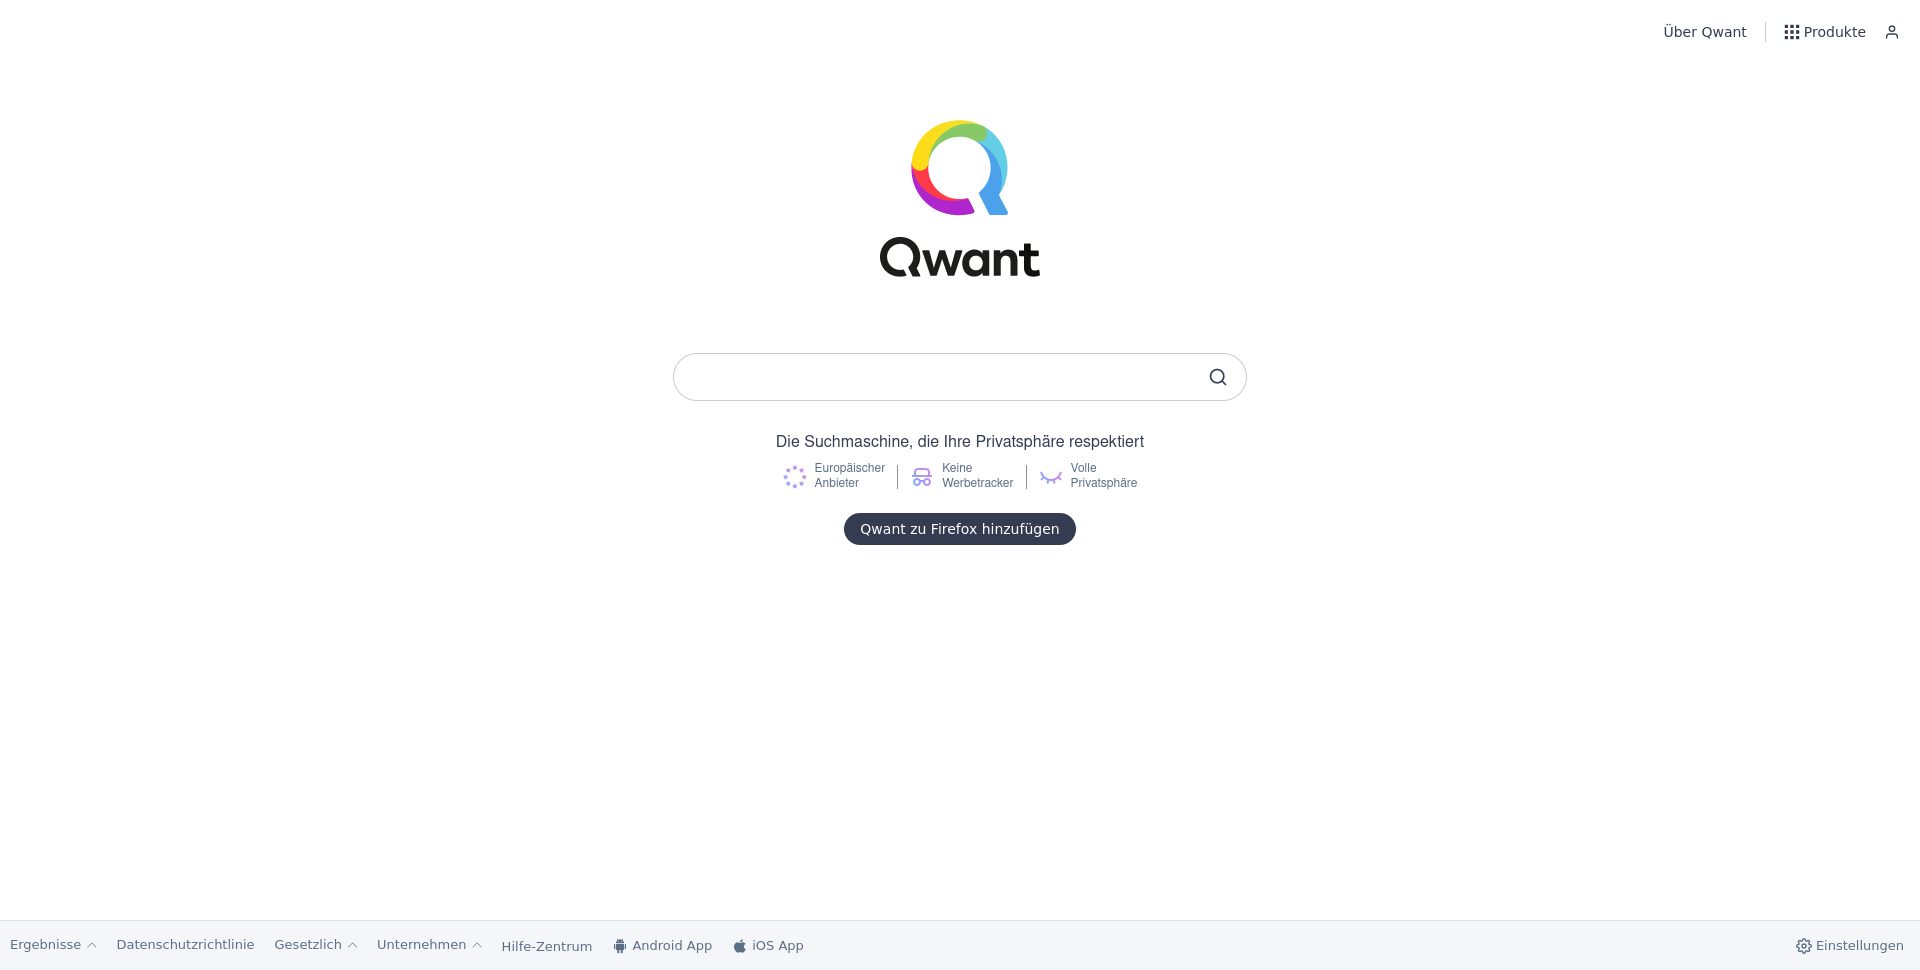 Über Qwant
Produkte
Qwant
Die Suchmaschine, die Ihre Privatsphäre respektiert
Europäischer
Anbieter
Keine
Werbetracker
Volle
Privatsphäre
Qwant zu Firefox hinzufügen
Ergebnisse
Datenschutzrichtlinie
Gesetzlich
Unternehmen
Hilfe-Zentrum
Android App
iOS App
Einstellungen